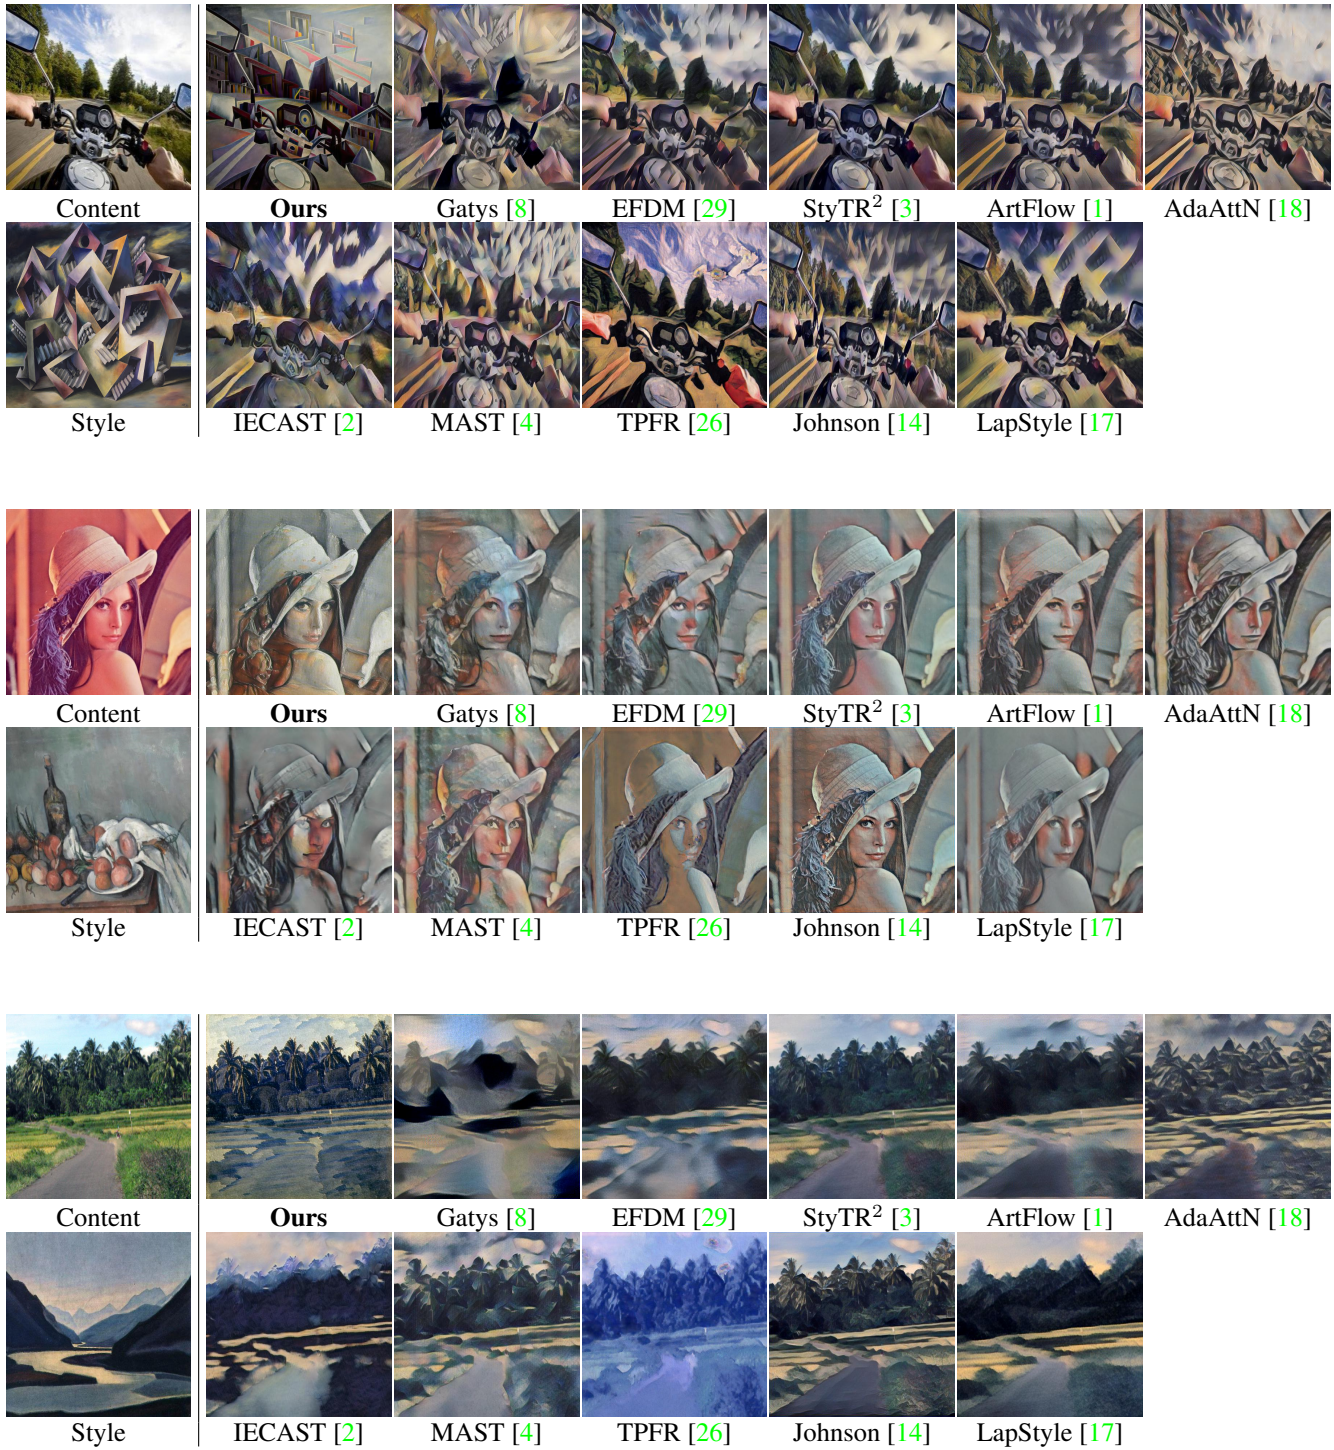 Content Ours Gatys [8] EFDM [29] StyTR² [3] ArtFlow [1] AdaAttN [18]
Style IECAST [2] MAST [4] TPFR [26] Johnson [14] LapStyle [17]
Content Ours Gatys [8] EFDM [29] StyTR² [3] ArtFlow [1] AdaAttN [18]
Style IECAST [2] MAST [4] TPFR [26] Johnson [14] LapStyle [17]
Content Ours Gatys [8] EFDM [29] StyTR² [3] ArtFlow [1] AdaAttN [18]
Style IECAST [2] MAST [4] TPFR [26] Johnson [14] LapStyle [17]